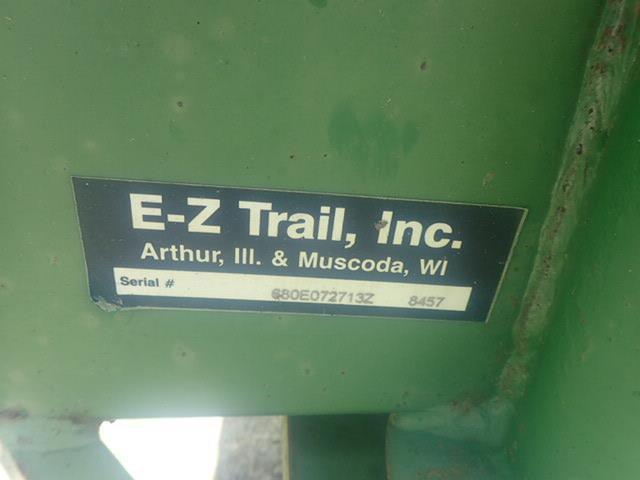 E-Z Trail, Inc.
Arthur, Ill. & Muscoda, WI
Serial # 680E072713Z 8457